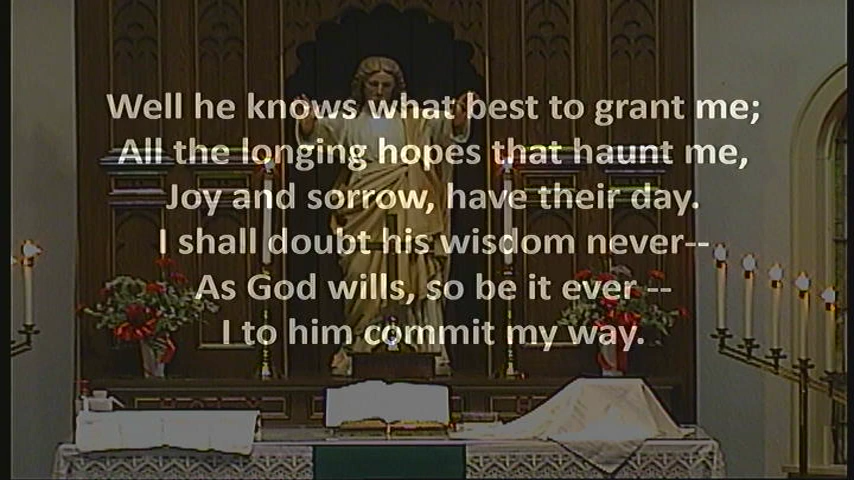 Well he knows what best to grant me;
All the longing hopes that haunt me,
Joy and sorrow, have their day.
I shall doubt his wisdom never--
As God wills, so be it ever --
I to him commit my way.